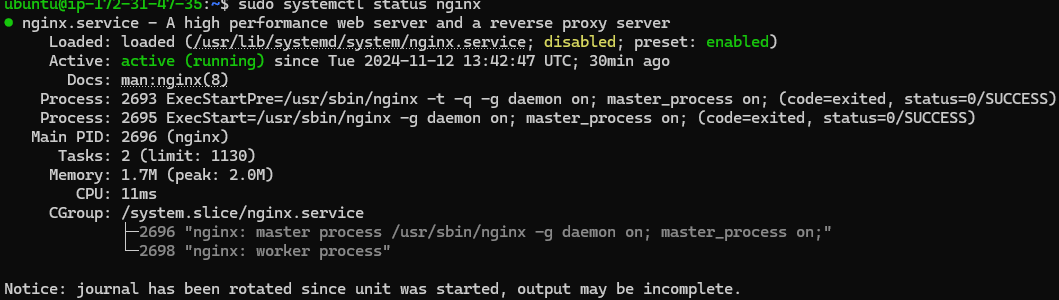 ubuntu@ip-172-31-47-35:~$ sudo systemctl status nginx
● nginx.service - A high performance web server and a reverse proxy server
     Loaded: loaded (/usr/lib/systemd/system/nginx.service; disabled; preset: enabled)
     Active: active (running) since Tue 2024-11-12 13:42:47 UTC; 30min ago
       Docs: man:nginx(8)
    Process: 2693 ExecStartPre=/usr/sbin/nginx -t -q -g daemon on; master_process on; (code=exited, status=0/SUCCESS)
    Process: 2695 ExecStart=/usr/sbin/nginx -g daemon on; master_process on; (code=exited, status=0/SUCCESS)
   Main PID: 2696 (nginx)
      Tasks: 2 (limit: 1130)
     Memory: 1.7M (peak: 2.0M)
        CPU: 11ms
     CGroup: /system.slice/nginx.service
             ├─2696 "nginx: master process /usr/sbin/nginx -g daemon on; master_process on;"
             └─2698 "nginx: worker process"

Notice: journal has been rotated since unit was started, output may be incomplete.